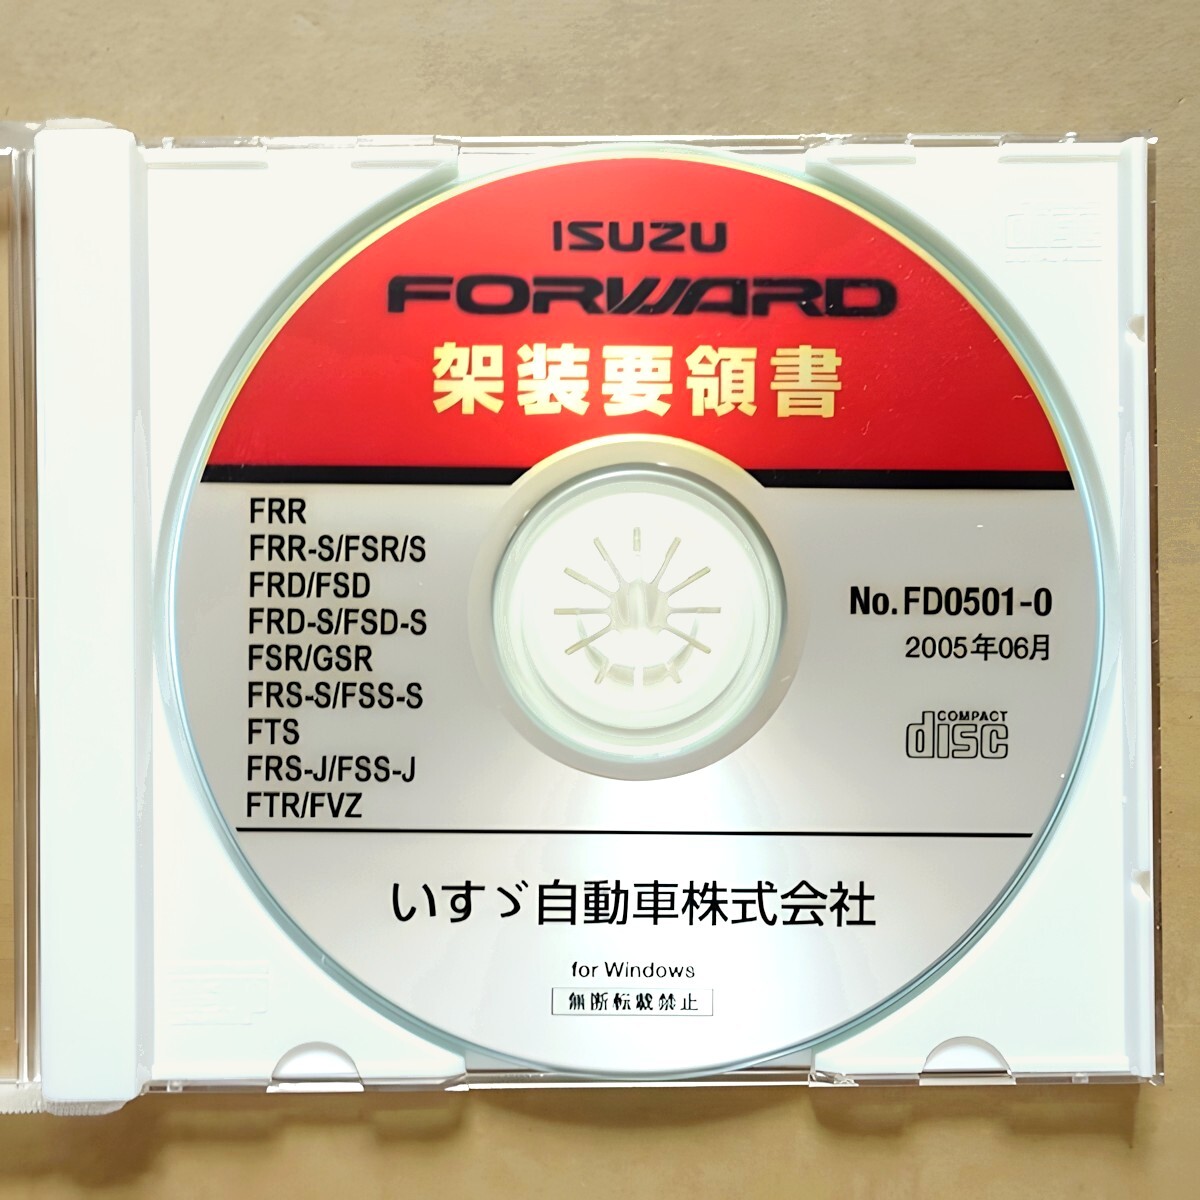 ISUZU
FORWARD
架装要領書
FRR
FRR-S/FSR/S
FRD/FSD
FRD-S/FSD-S
FSR/GSR
FRS-S/FSS-S
FTS
FRS-J/FSS-J
FTR/FVZ
No.FD0501-0
2005年06月
COMPACT
disc
いすゞ自動車株式会社
for Windows
無断転載禁止